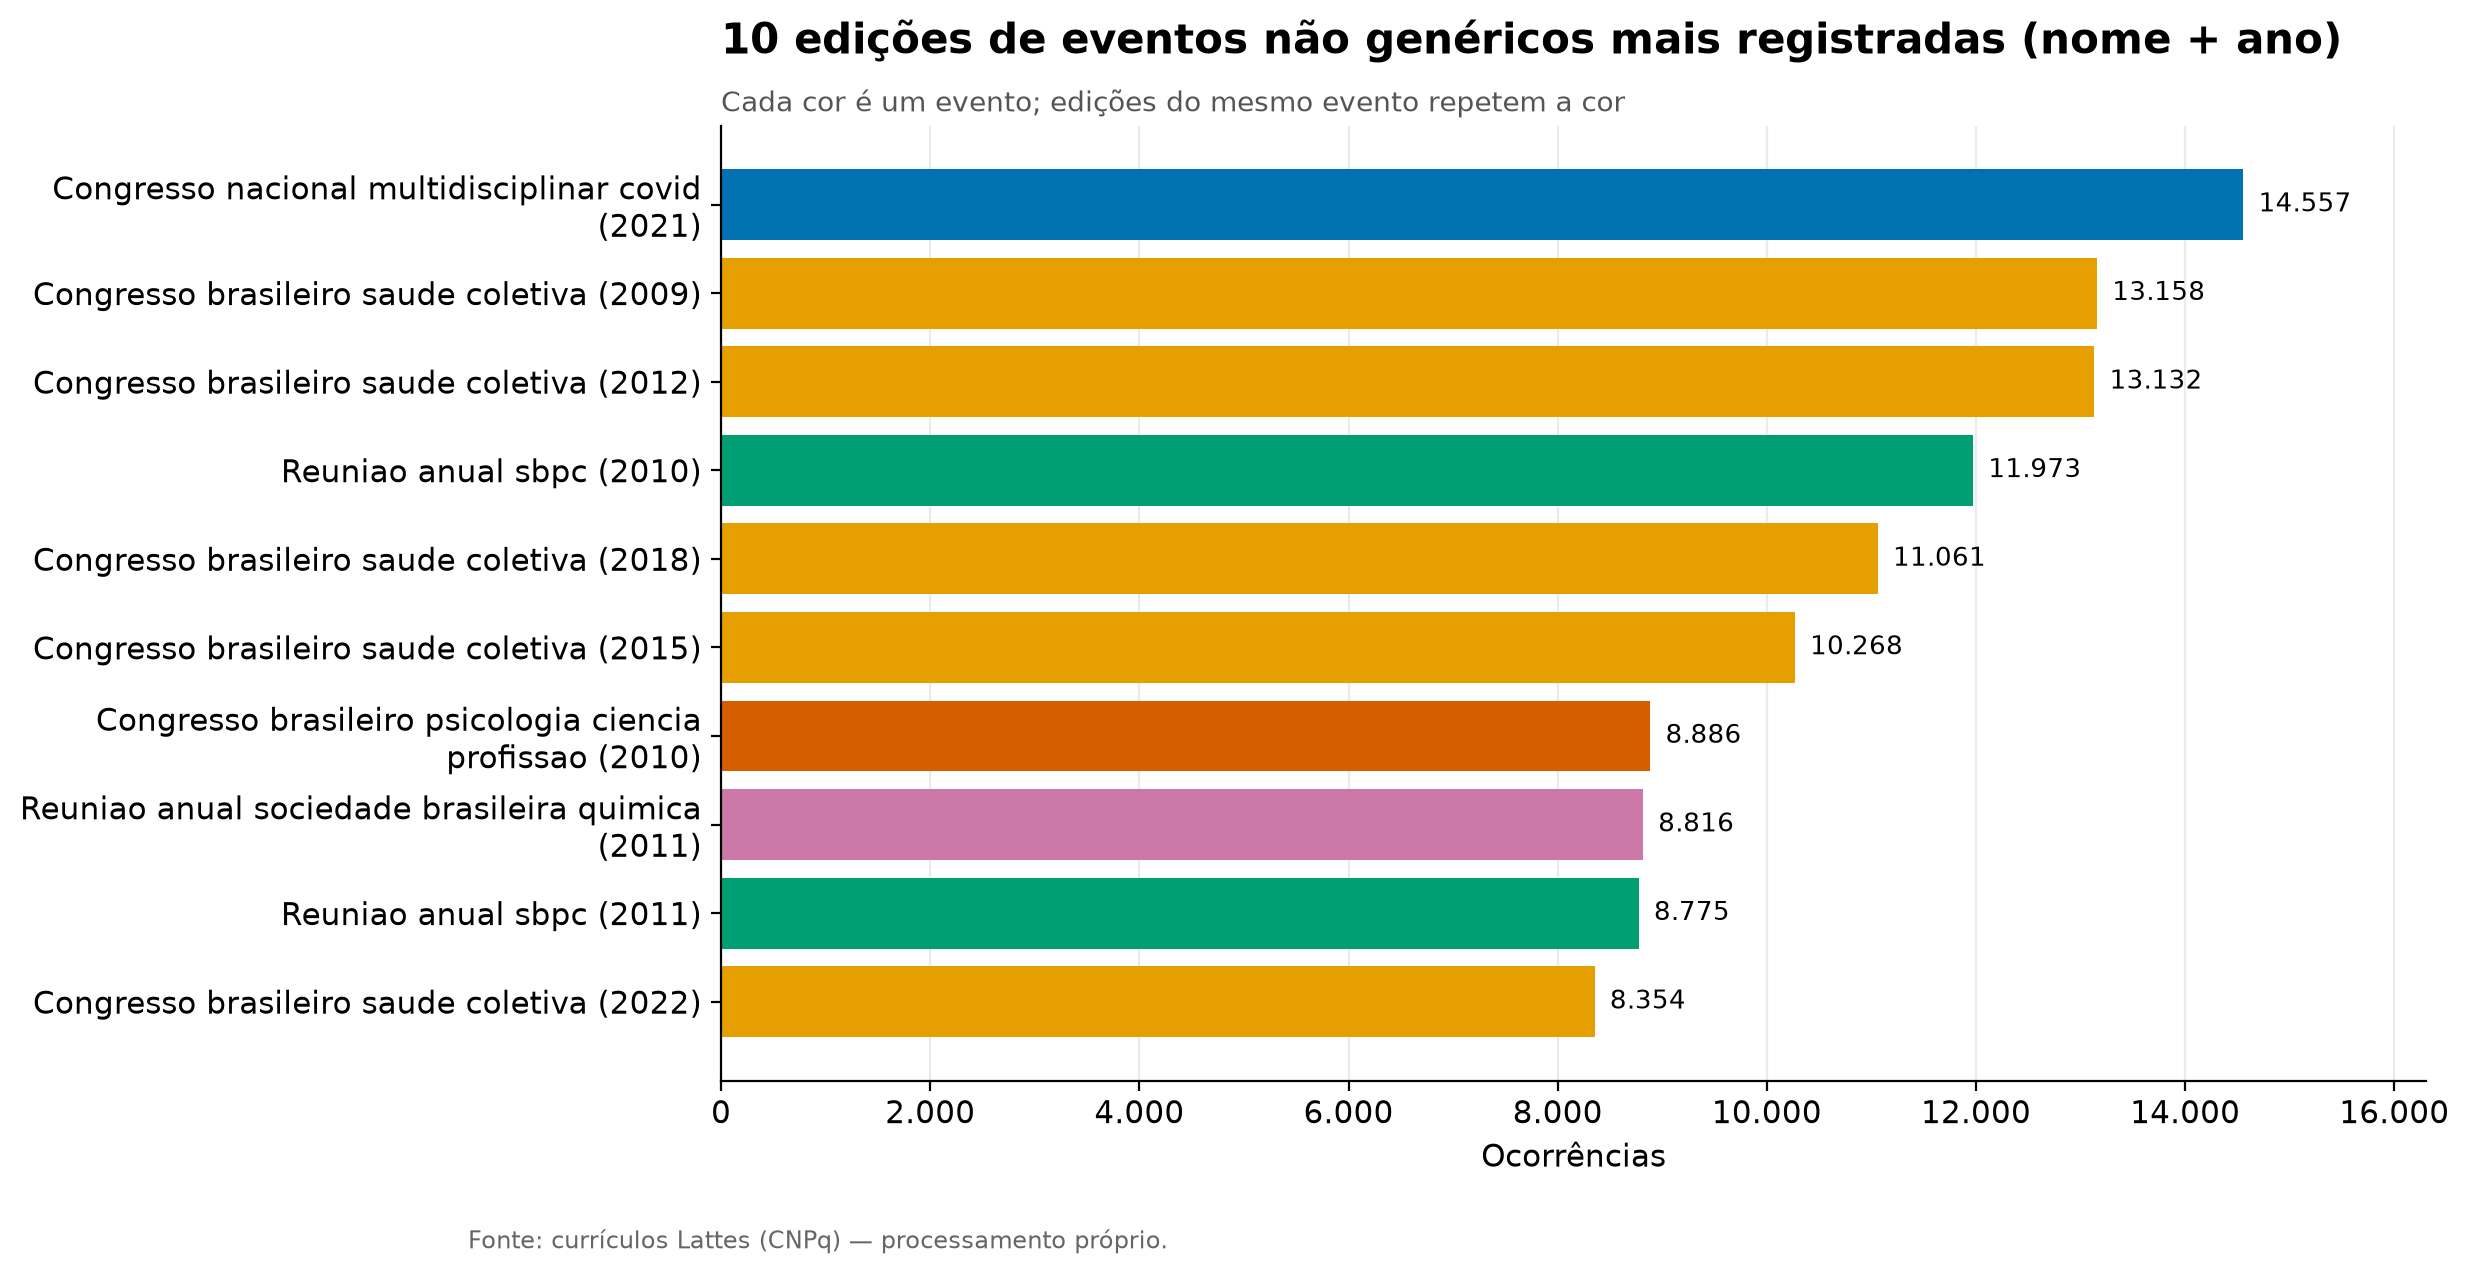 10 edições de eventos não genéricos mais registradas (nome + ano)
Cada cor é um evento; edições do mesmo evento repetem a cor
Congresso nacional multidisciplinar covid
(2021)
14.557
Congresso brasileiro saude coletiva (2009)
13.158
Congresso brasileiro saude coletiva (2012)
13.132
Reuniao anual sbpc (2010)
11.973
Congresso brasileiro saude coletiva (2018)
11.061
Congresso brasileiro saude coletiva (2015)
10.268
Congresso brasileiro psicologia ciencia
profissao (2010)
8.886
Reuniao anual sociedade brasileira quimica
(2011)
8.816
Reuniao anual sbpc (2011)
8.775
Congresso brasileiro saude coletiva (2022)
8.354
0 2.000 4.000 6.000 8.000 10.000 12.000 14.000 16.000
Ocorrências
Fonte: currículos Lattes (CNPq) — processamento próprio.